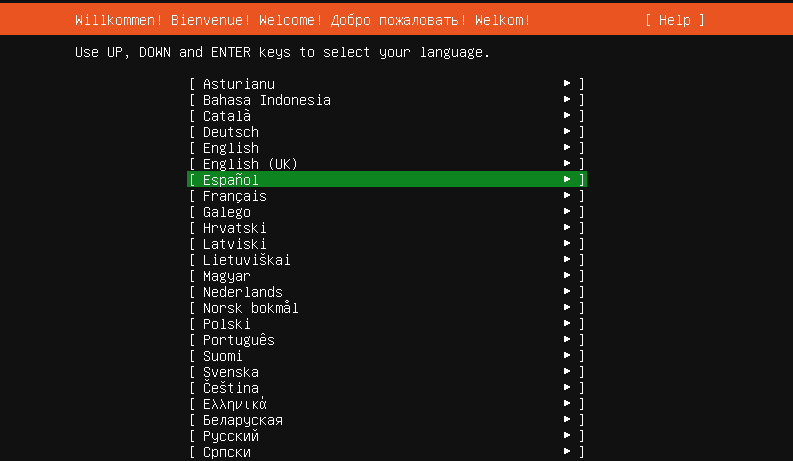 Willkommen! Bienvenue! Welcome! Добро пожаловать! Welkom! [ Help ]
Use UP, DOWN and ENTER keys to select your language.
[ Asturianu ► ]
[ Bahasa Indonesia ► ]
[ Català ► ]
[ Deutsch ► ]
[ English ► ]
[ English (UK) ► ]
[ Español ► ]
[ Français ► ]
[ Galego ► ]
[ Hrvatski ► ]
[ Latviski ► ]
[ Lietuviškai ► ]
[ Magyar ► ]
[ Nederlands ► ]
[ Norsk bokmål ► ]
[ Polski ► ]
[ Português ► ]
[ Suomi ► ]
[ Svenska ► ]
[ Čeština ► ]
[ Ελληνικά ► ]
[ Беларуская ► ]
[ Русский ► ]
[ Српски ► ]